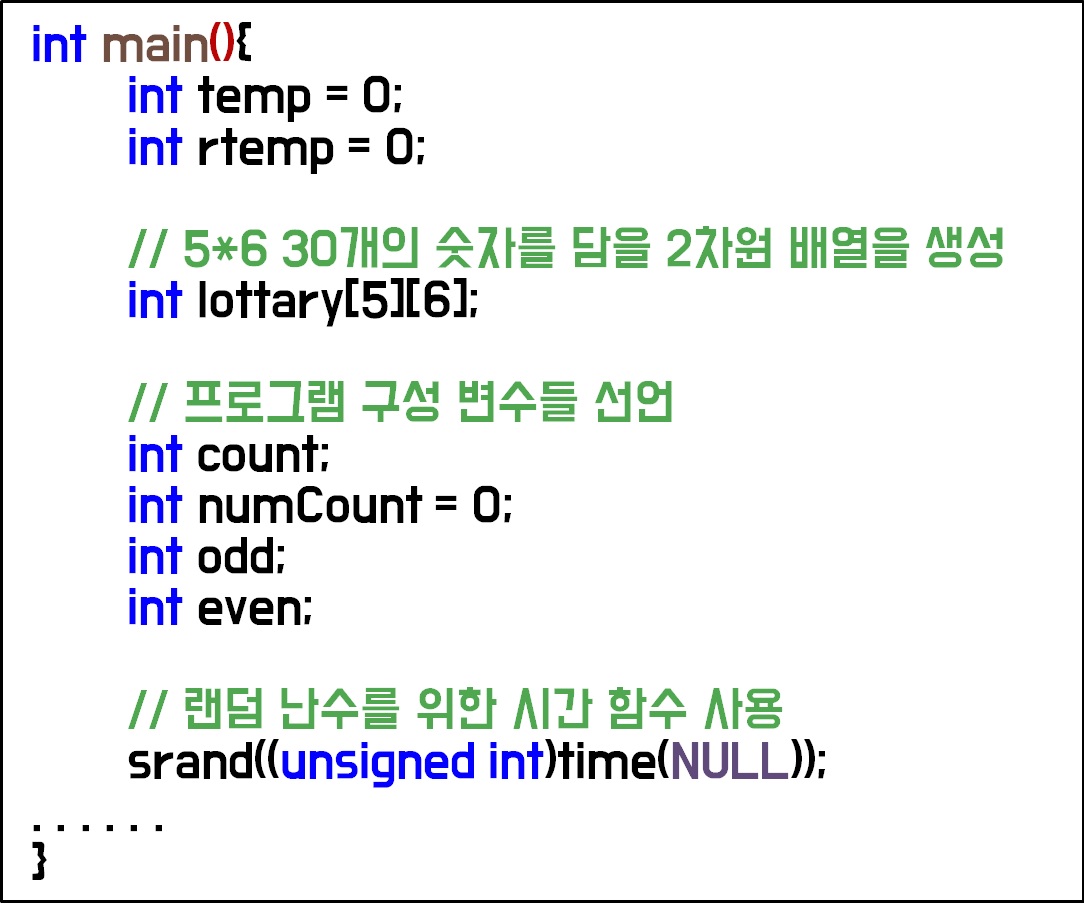 int main(){
int temp = 0;
int rtemp = 0;
// 5*6 30개의 숫자를 담을 2차원 배열을 생성
int lottary[5][6];
// 프로그램 구성 변수들 선언
int count;
int numCount = 0;
int odd;
int even;
// 랜덤 난수를 위한 시간 함수 사용
srand((unsigned int)time(NULL));
. . . . . .
}